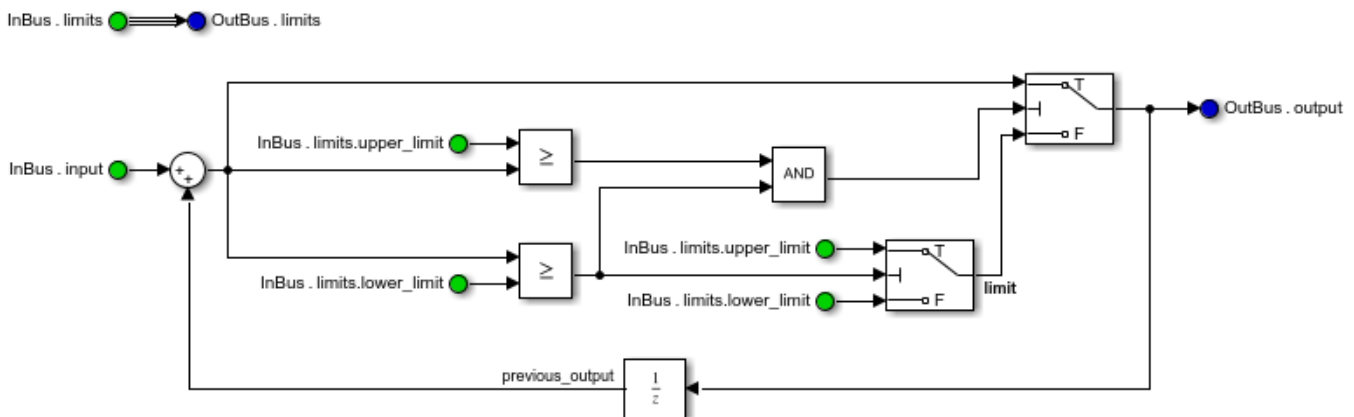 InBus . limits
OutBus . limits
T
InBus . limits.upper_limit
≥
F
OutBus . output
InBus . input
+
+
AND
InBus . limits.upper_limit
T
≥
InBus . limits.lower_limit
InBus . limits.lower_limit
F
limit
previous_output
1
z